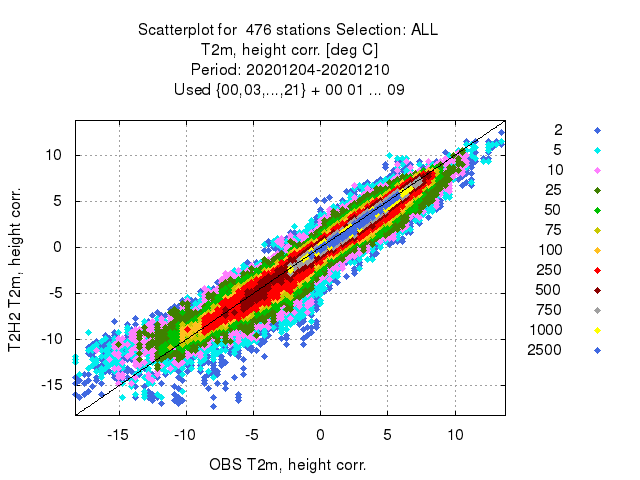 Scatterplot for  476 stations Selection: ALL
T2m, height corr. [deg C]
Period: 20201204-20201210
Used {00,03,...,21} + 00 01 ... 09
2
5
10
25
50
75
100
250
500
750
1000
2500
T2H2 T2m, height corr.
10
5
0
-5
-10
-15
-15 -10 -5 0 5 10
OBS T2m, height corr.